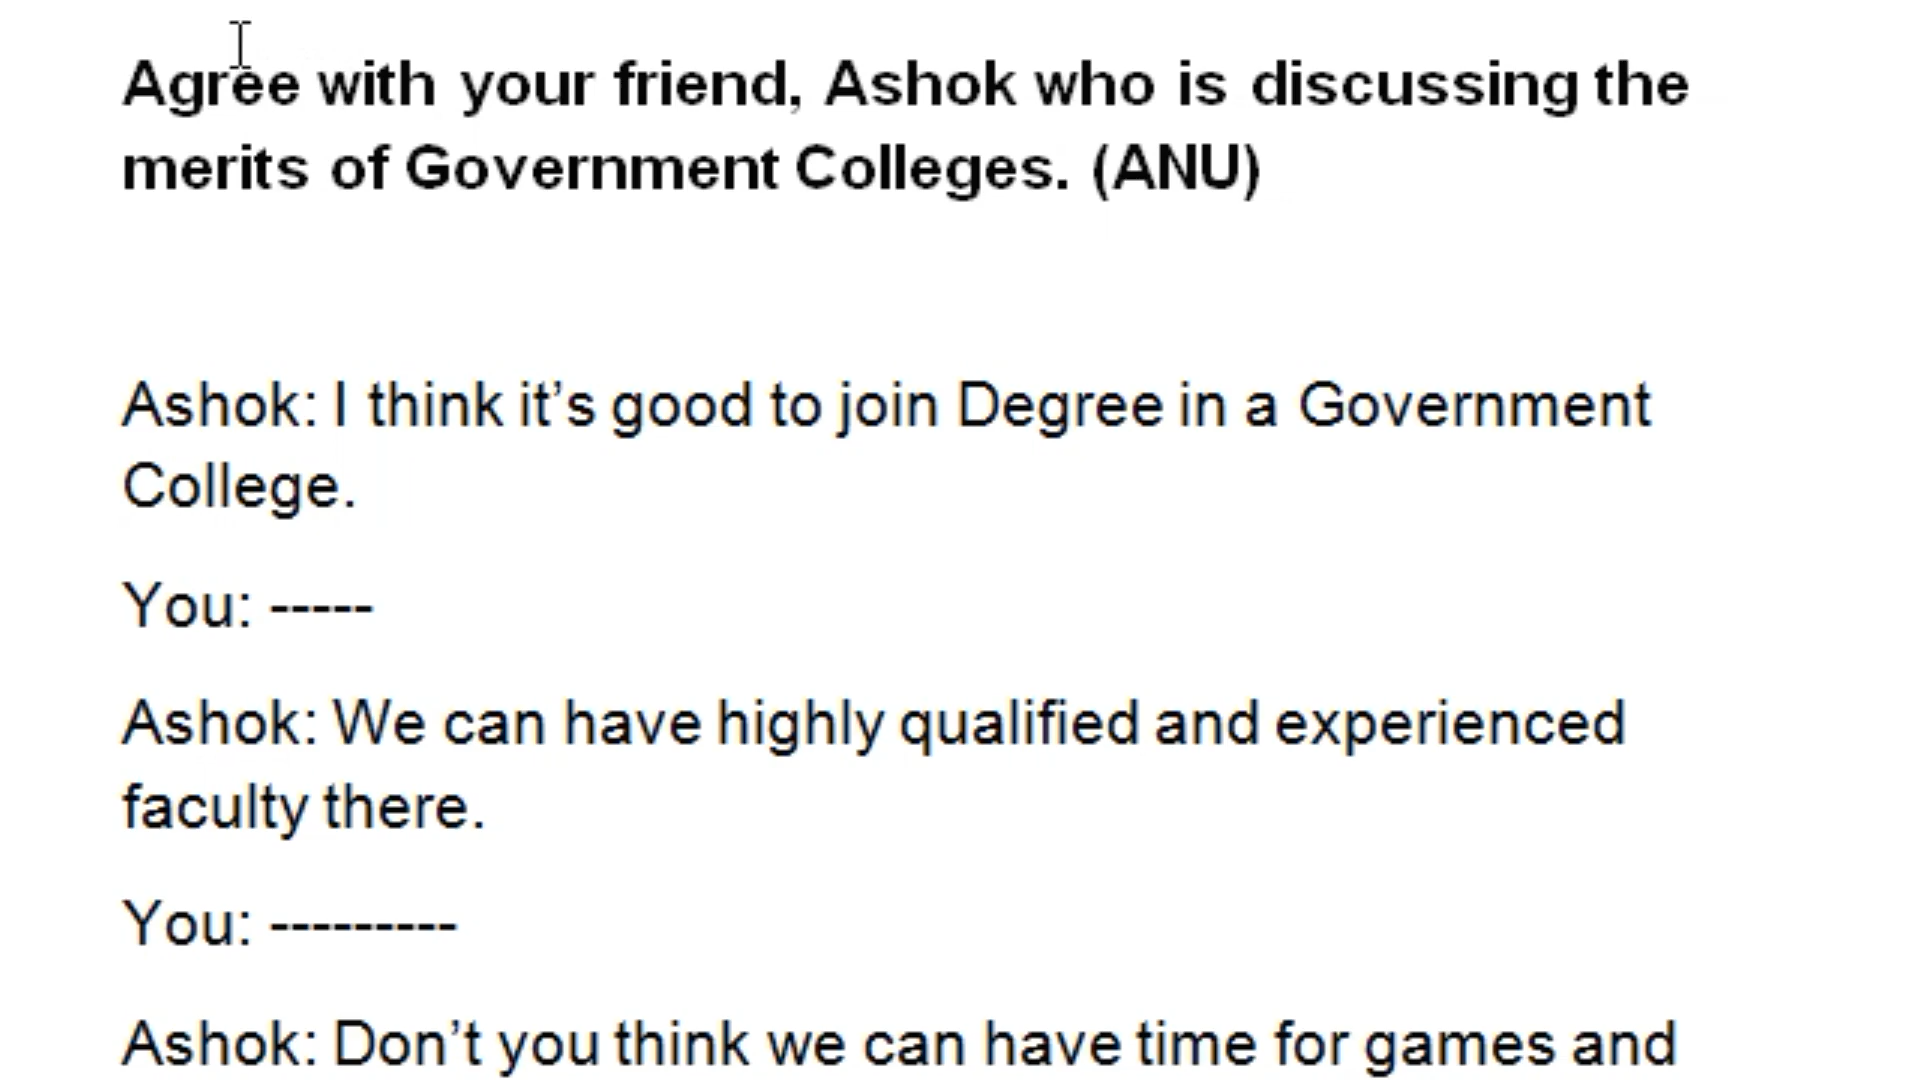 Agree with your friend, Ashok who is discussing the
merits of Government Colleges. (ANU)
Ashok: I think it’s good to join Degree in a Government
College.
You: -----
Ashok: We can have highly qualified and experienced
faculty there.
You: ---------
Ashok: Don’t you think we can have time for games and